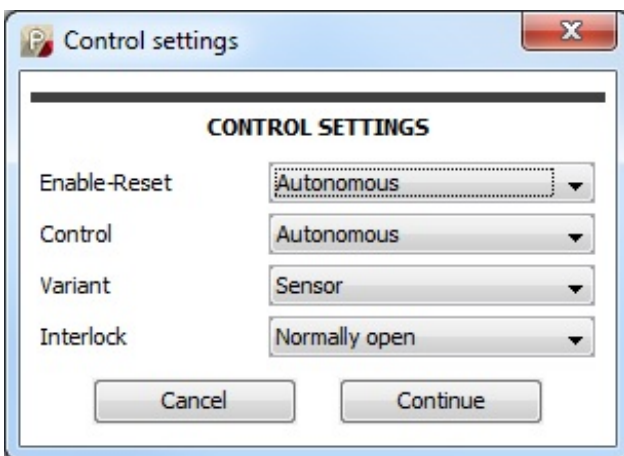 Control settings
CONTROL SETTINGS
Enable-Reset Autonomous
Control Autonomous
Variant Sensor
Interlock Normally open
Cancel Continue